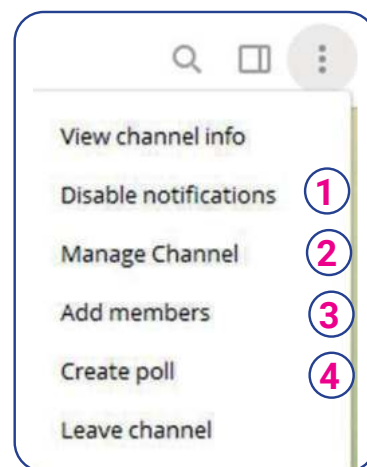 View channel info
Disable notifications 1
Manage Channel 2
Add members 3
Create poll 4
Leave channel